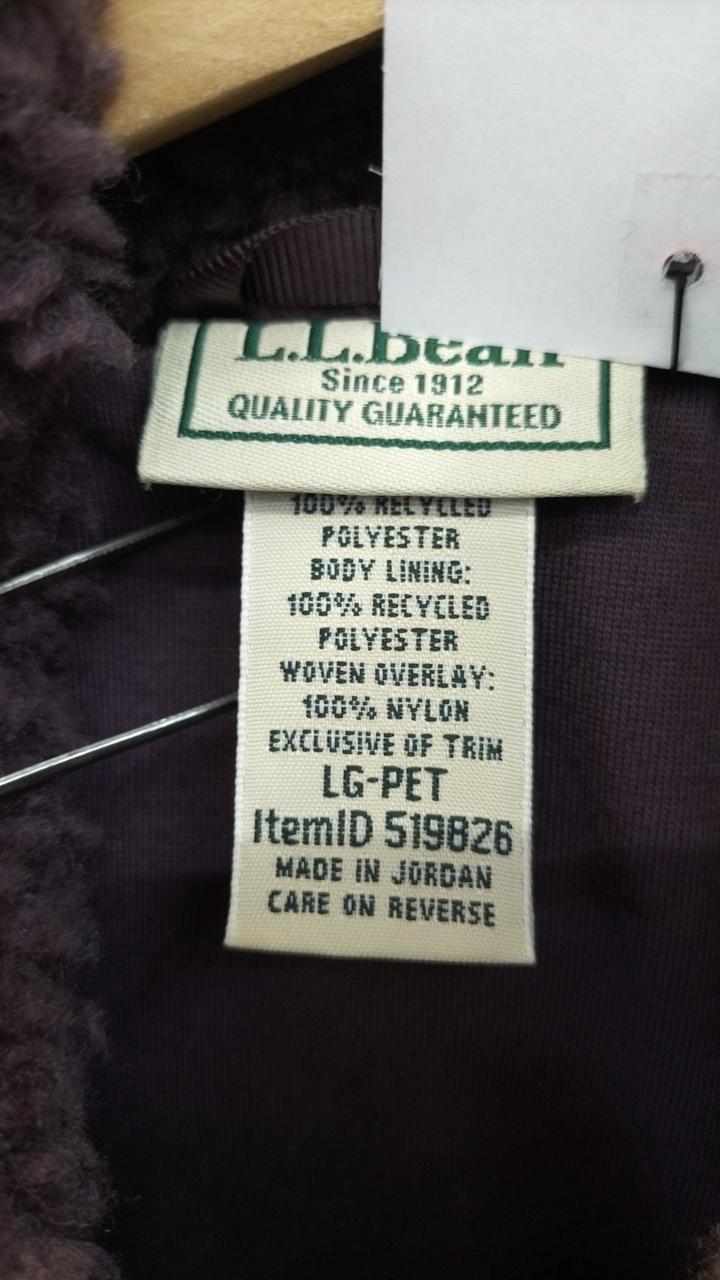 L.L.Bean
Since 1912
QUALITY GUARANTEED
100% RECYCLED
POLYESTER
BODY LINING:
100% RECYCLED
POLYESTER
WOVEN OVERLAY:
100% NYLON
EXCLUSIVE OF TRIM
LG-PET
ItemID 519826
MADE IN JORDAN
CARE ON REVERSE